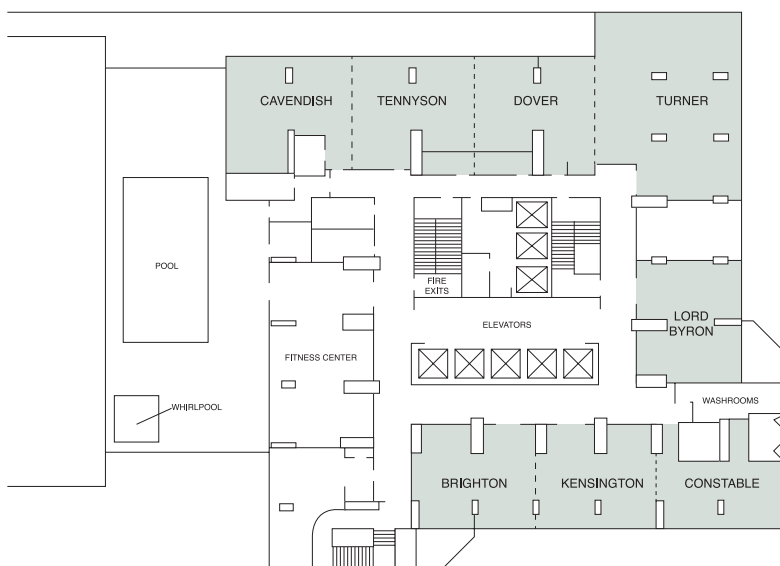 CAVENDISH
TENNYSON
DOVER
TURNER
POOL
FIRE
EXITS
LORD
BYRON
ELEVATORS
FITNESS CENTER
WHIRLPOOL
WASHROOMS
BRIGHTON
KENSINGTON
CONSTABLE